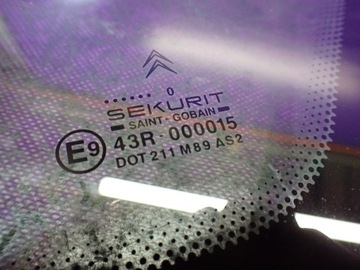 0
SEKURIT
SAINT-GOBAIN
E9 43R-000015
DOT 211 M89 AS2